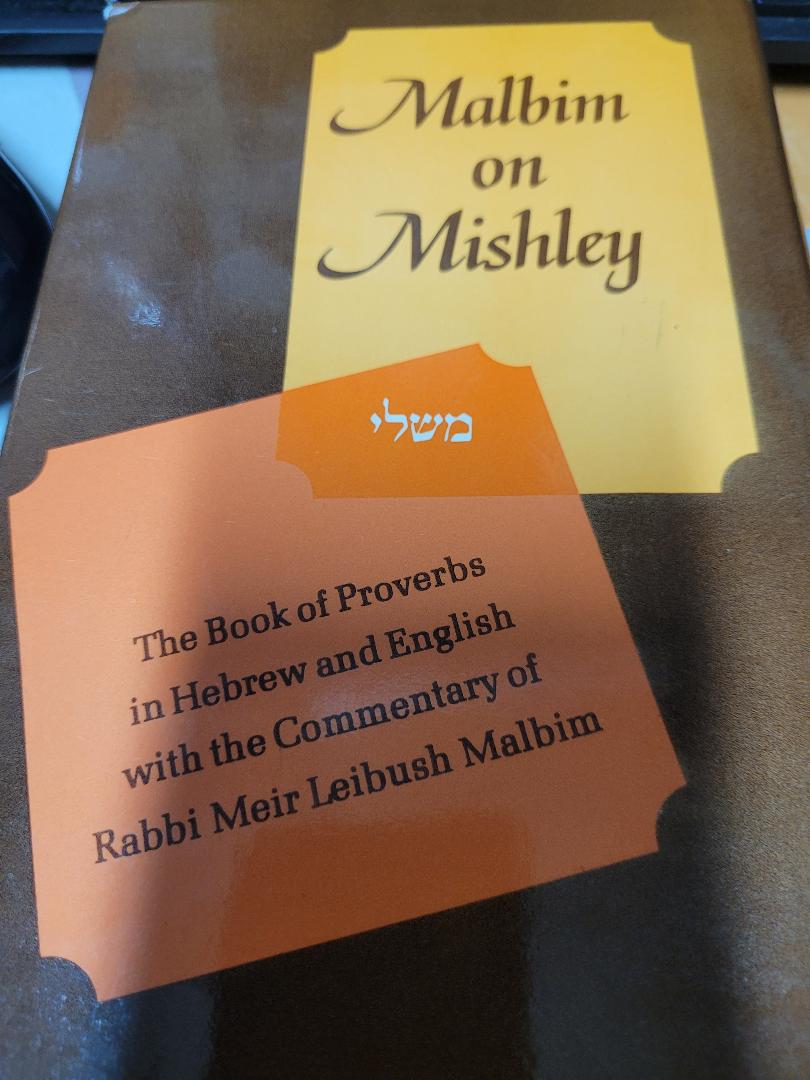 Malbim
on
Mishley
משלי
The Book of Proverbs
in Hebrew and English
with the Commentary of
Rabbi Meir Leibush Malbim